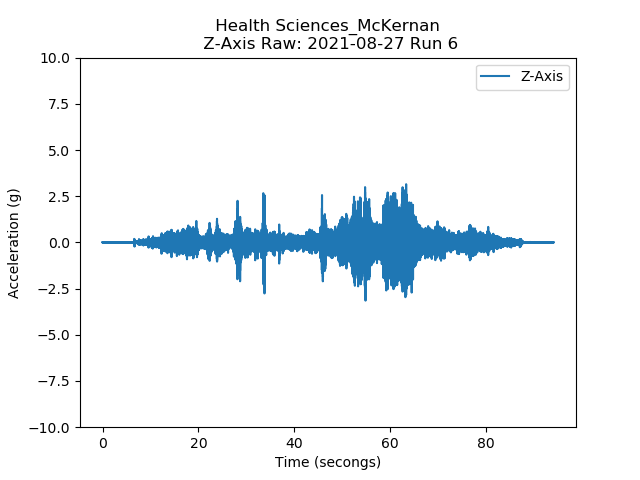 Health Sciences_McKernan
Z-Axis Raw: 2021-08-27 Run 6
Z-Axis
10.0
7.5
5.0
2.5
0.0
−2.5
−5.0
−7.5
−10.0
Acceleration (g)
0 20 40 60 80
Time (secongs)